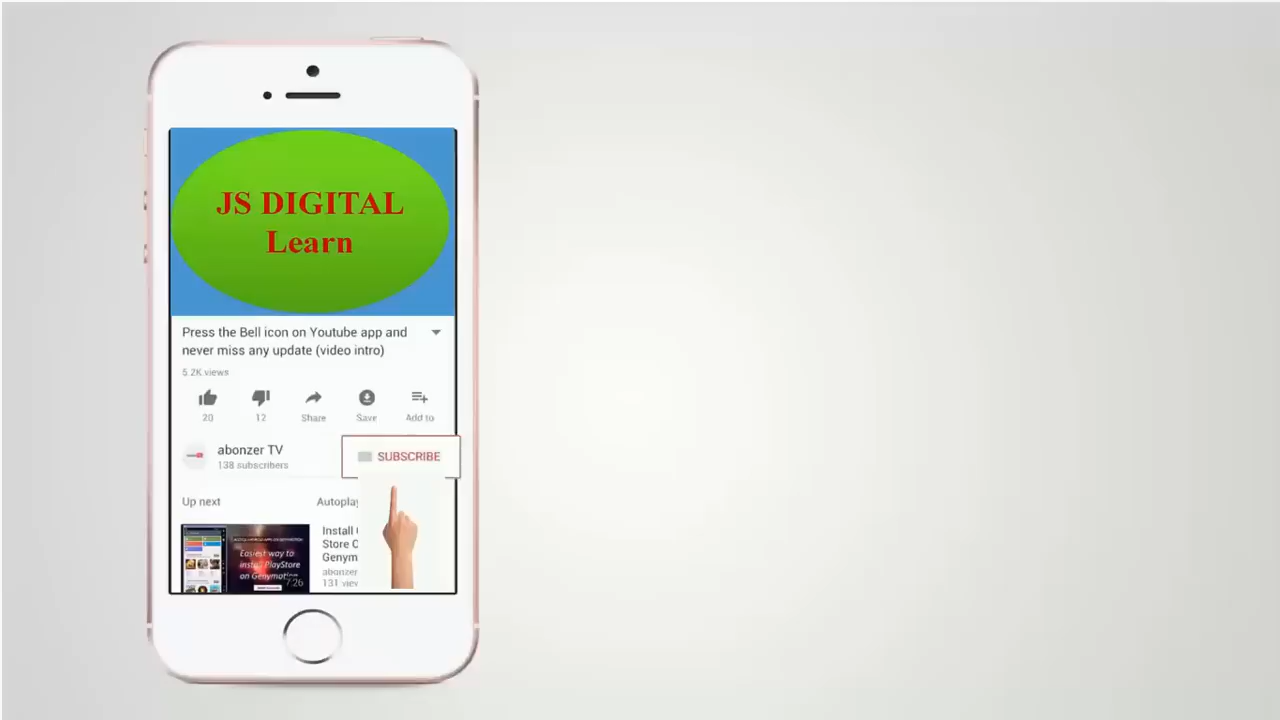 JS DIGITAL
Learn
Press the Bell icon on Youtube app and
never miss any update (video intro)
5.2K views
20
12
Share
Save
Add to
abonzer TV
138 subscribers
SUBSCRIBE
Up next
Autoplay
Easiest way to
install PlayStore
on Genymotion
7:26
Install
Store
Genym
abonzer
131 view